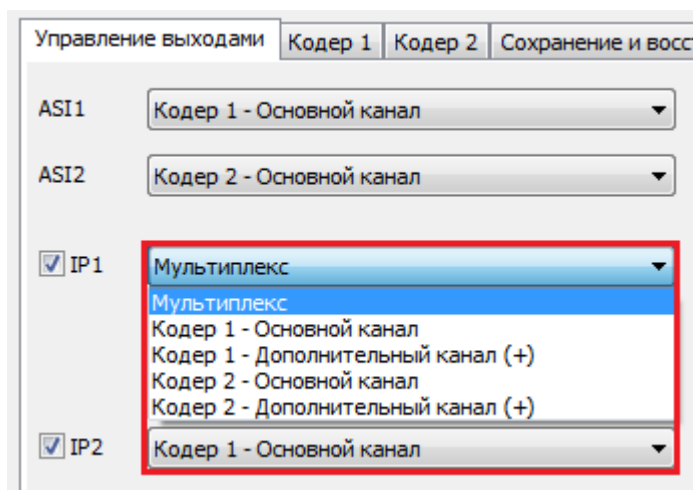 Управление выходами Кодер 1 Кодер 2 Сохранение и
ASI1 Кодер 1 - Основной канал
ASI2 Кодер 2 - Основной канал
IP1 Мультиплекс
Мультиплекс
Кодер 1 - Основной канал
Кодер 1 - Дополнительный канал (+)
Кодер 2 - Основной канал
Кодер 2 - Дополнительный канал (+)
IP2 Кодер 1 - Основной канал